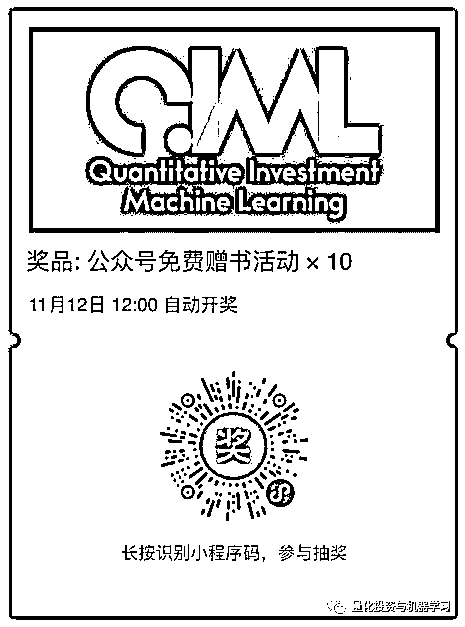 QIML
Quantitative Investment
Machine Learning
奖品: 公众号免费赠书活动 × 10
11月12日 12:00 自动开奖
奖
长按识别小程序码，参与抽奖
量化投资与机器学习